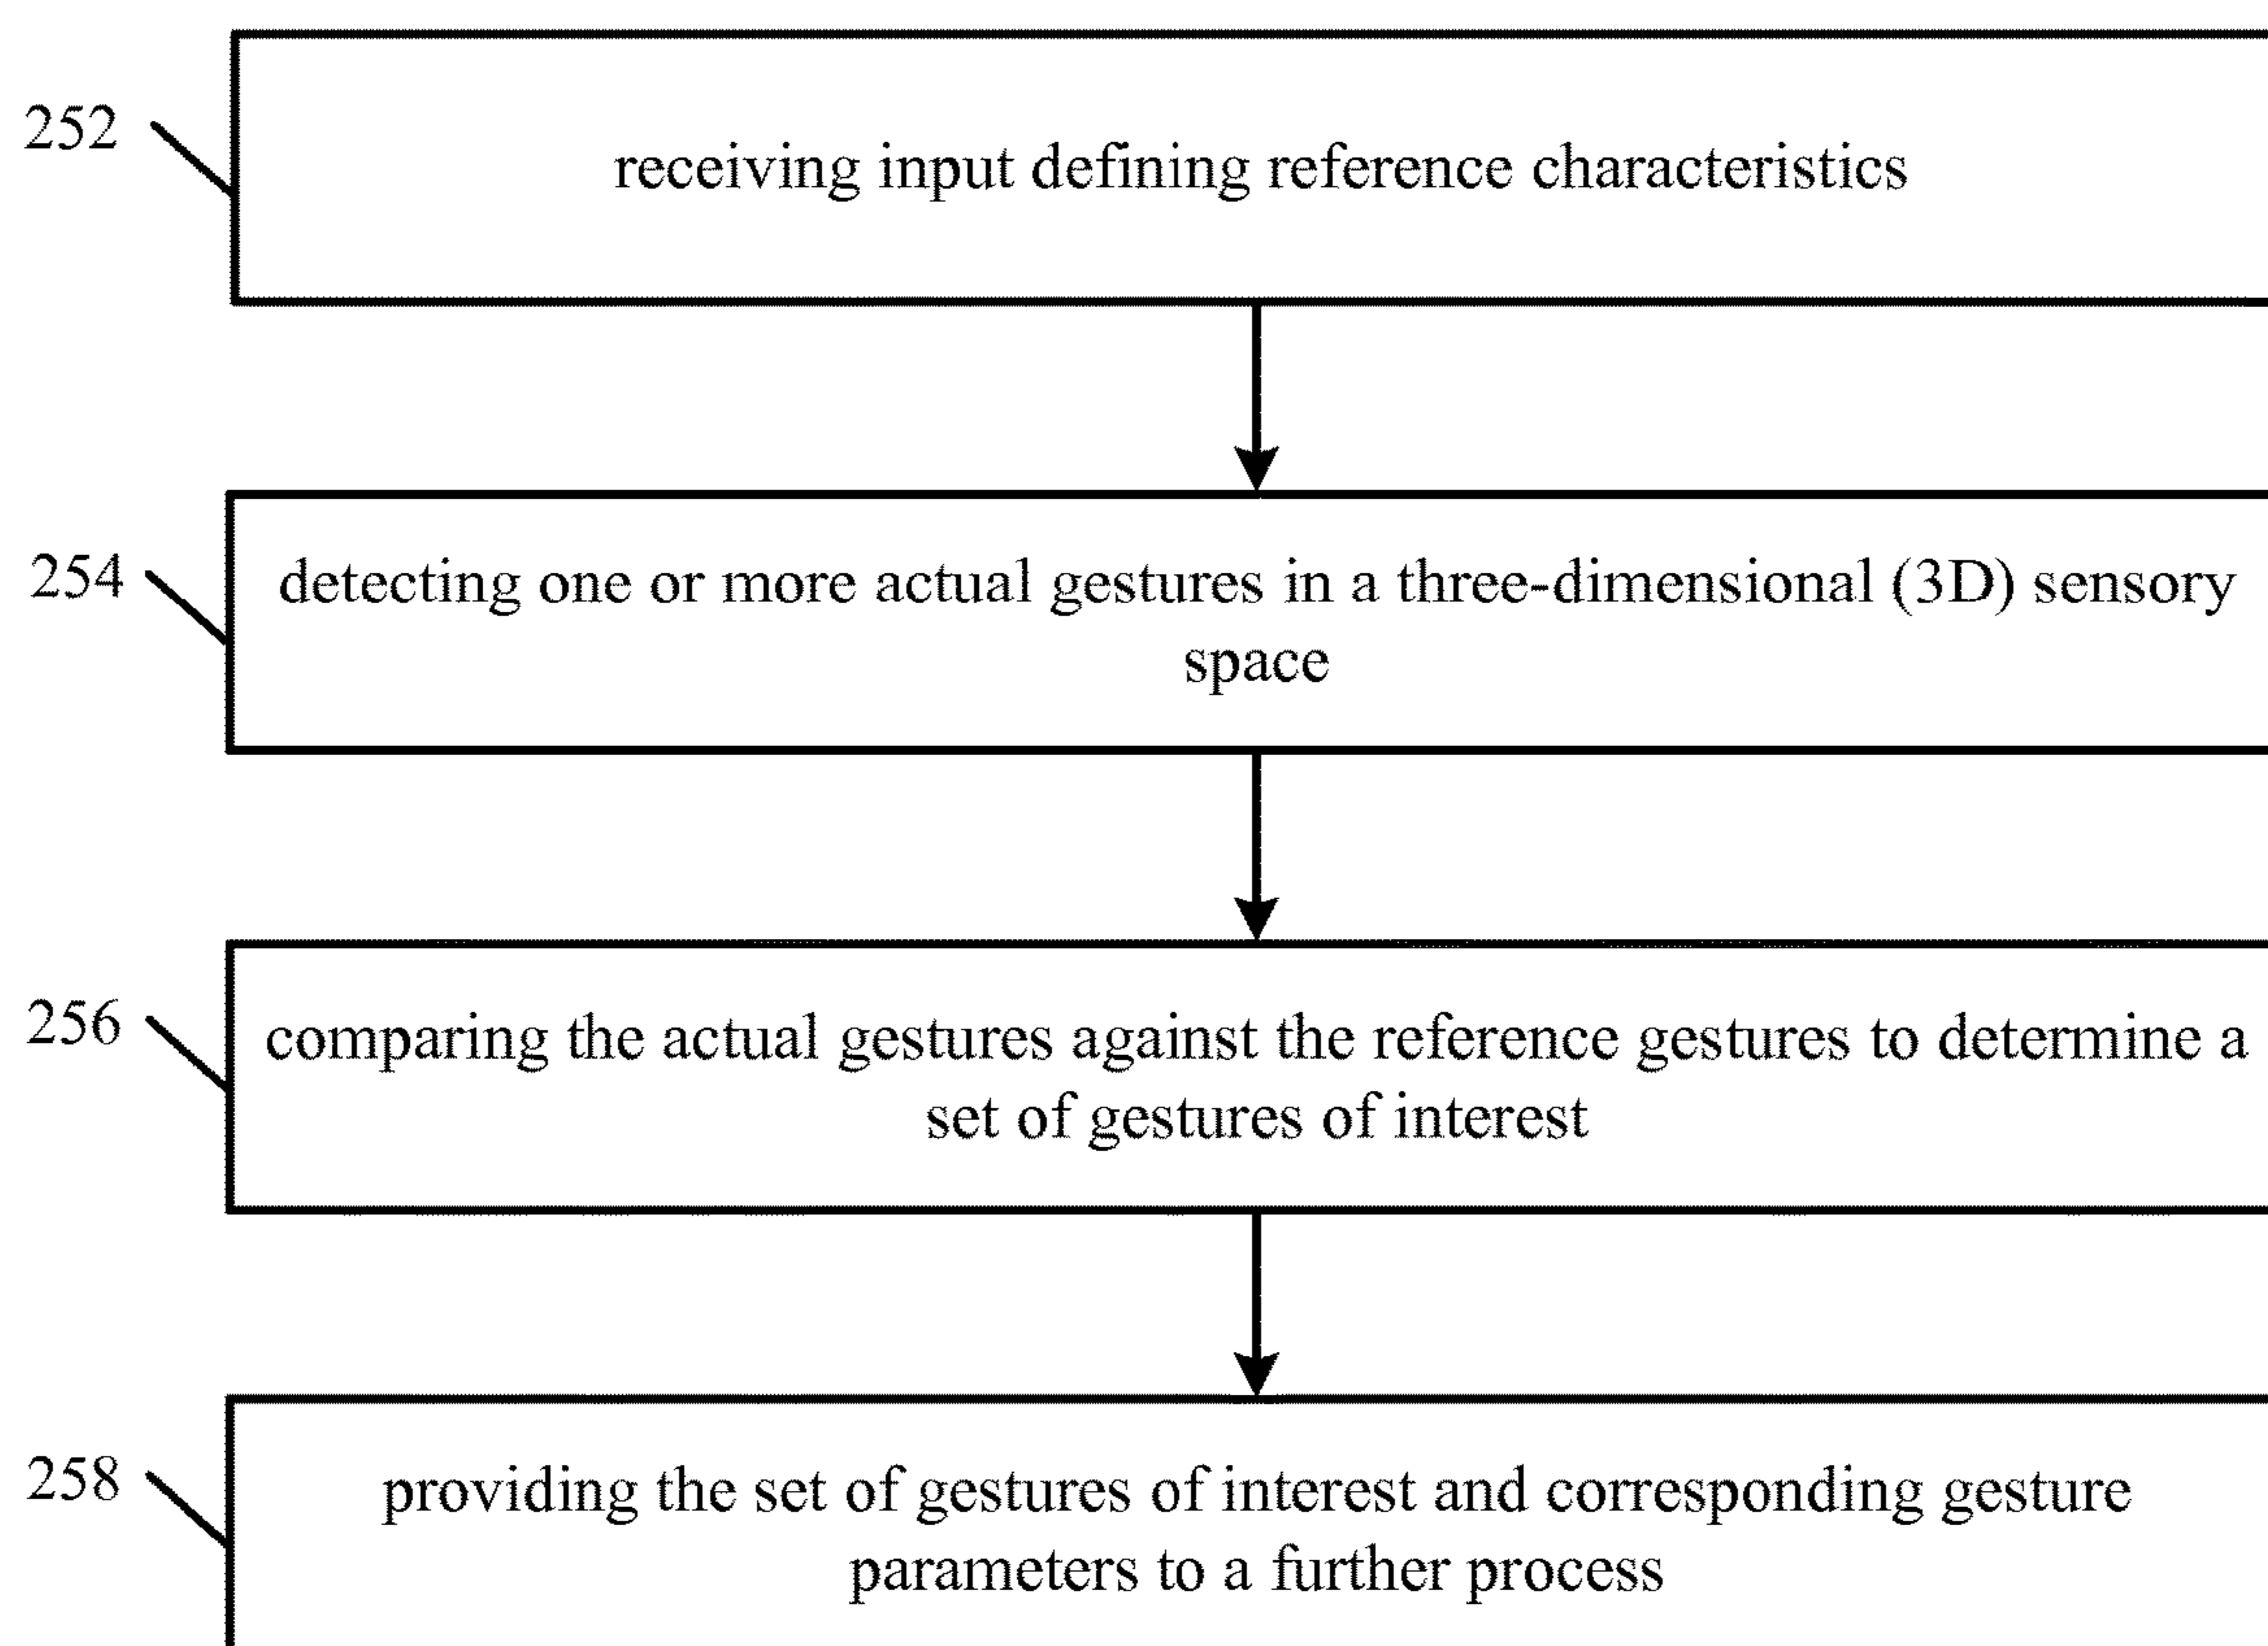 252
receiving input defining reference characteristics
254
detecting one or more actual gestures in a three-dimensional (3D) sensory
space
256
comparing the actual gestures against the reference gestures to determine a
set of gestures of interest
258
providing the set of gestures of interest and corresponding gesture
parameters to a further process